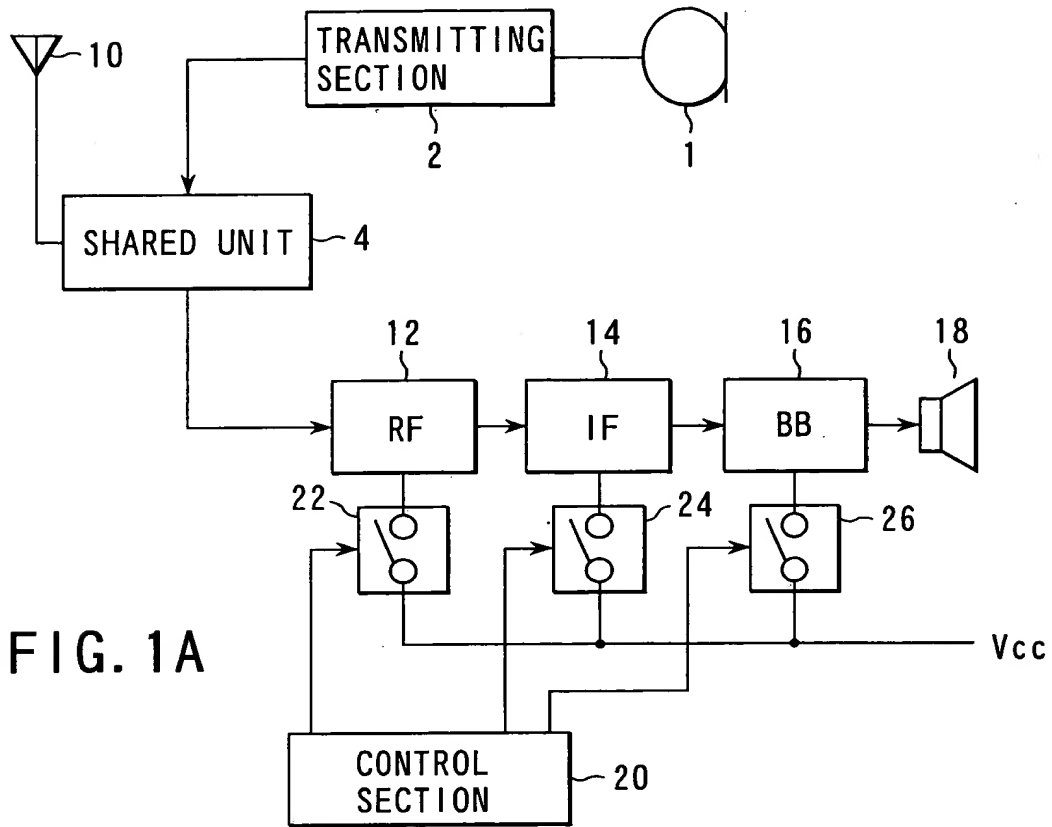 10
TRANSMITTING
SECTION
2
1
SHARED UNIT
4
12
14
16
18
RF
IF
BB
22
24
26
FIG. 1A
Vcc
CONTROL
SECTION
20